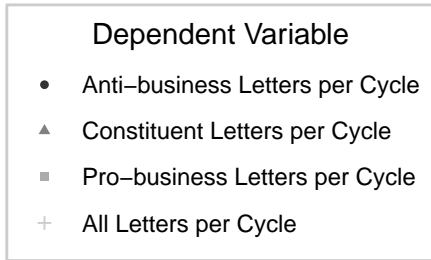 Dependent Variable
Anti−business Letters per Cycle
Constituent Letters per Cycle
Pro−business Letters per Cycle
All Letters per Cycle